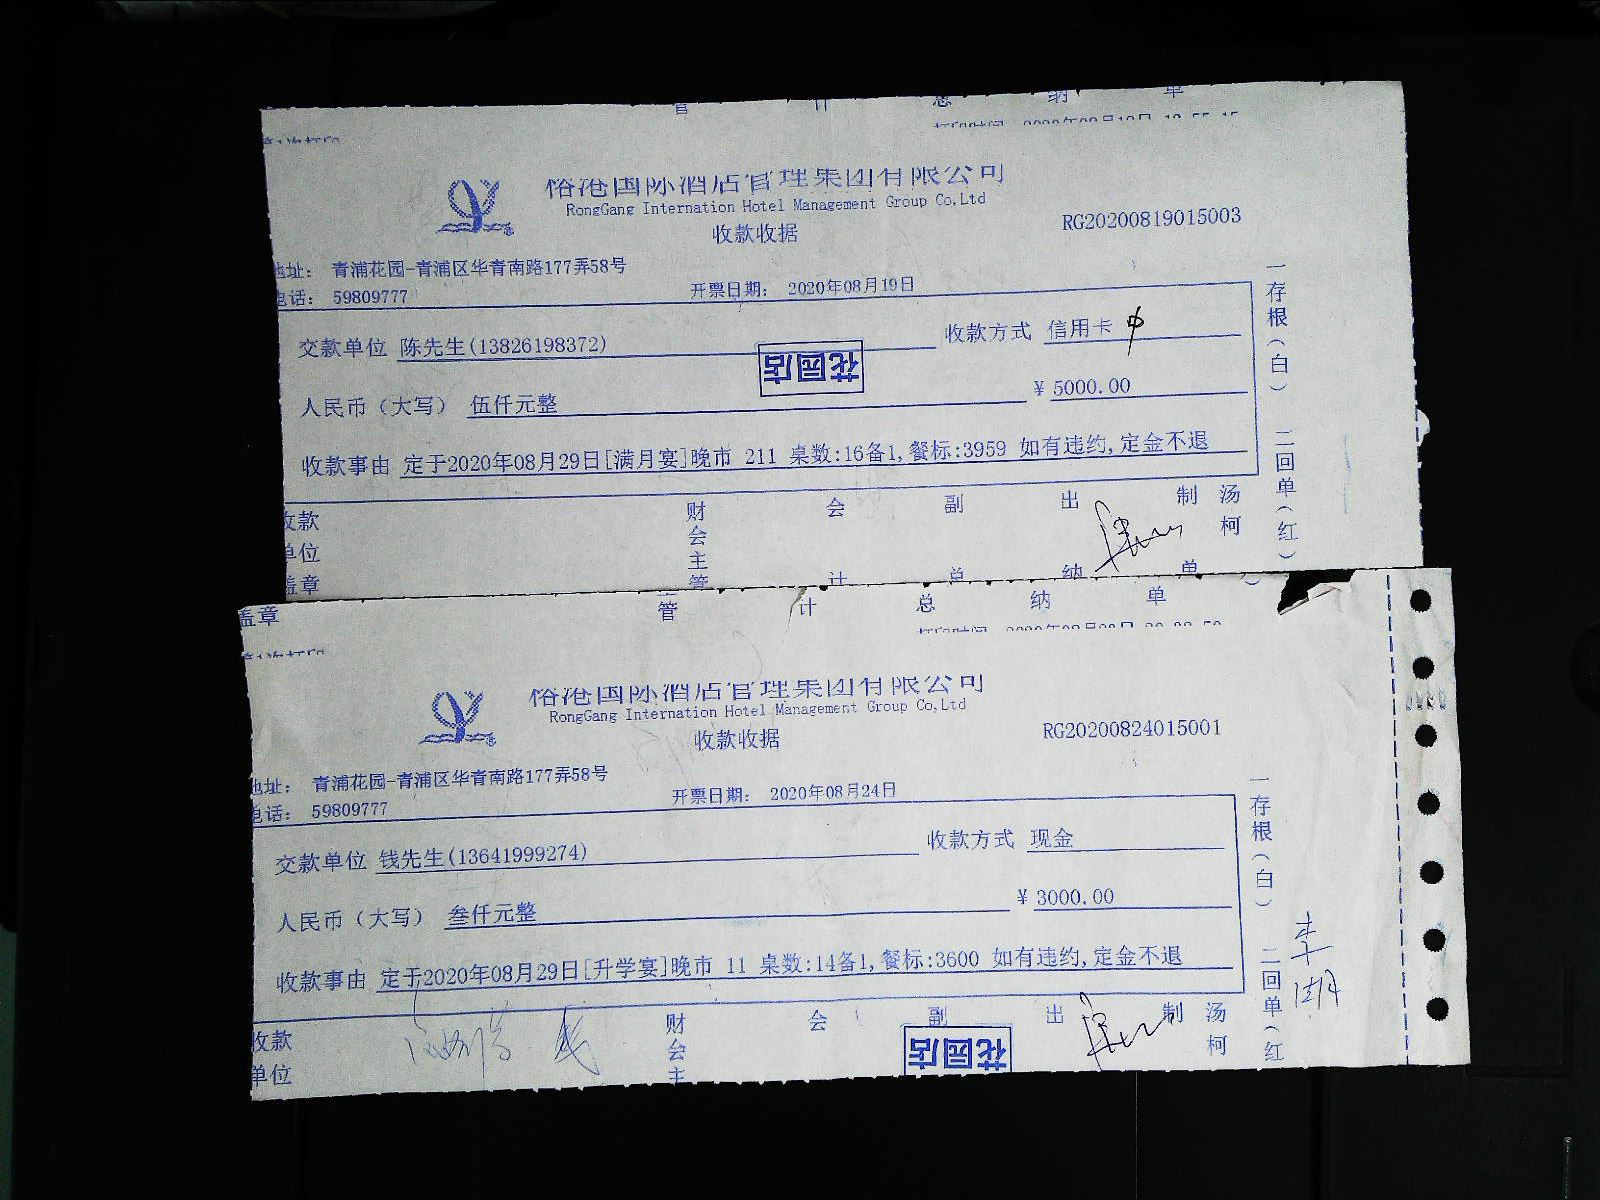 管 计 总 纳 单
俗港国际酒店管理集团有限公司
RongGang Internation Hotel Management Group Co,Ltd
收款收据
RG20200819015003
地址: 青浦花园-青浦区华青南路177弄58号
电话: 59809777
开票日期: 2020年08月19日
交款单位 陈先生(13826198372)
收款方式 信用卡
花园店
人民币（大写） 伍仟元整
¥ 5000.00
收款事由 定于2020年08月29日[满月宴]晚市 211 桌数:16备1,餐标:3959 如有违约,定金不退
一存根(白) 二回单(红)
收款单位盖章 财会主管 会计 副总 出纳 制单 汤柯
盖章 管 计 总 纳 单
俗港国际酒店管理集团有限公司
RongGang Internation Hotel Management Group Co,Ltd
收款收据
RG20200824015001
地址: 青浦花园-青浦区华青南路177弄58号
电话: 59809777
开票日期: 2020年08月24日
交款单位 钱先生(13641999274)
收款方式 现金
人民币（大写） 叁仟元整
¥ 3000.00
收款事由 定于2020年08月29日[升学宴]晚市 11 桌数:14备1,餐标:3600 如有违约,定金不退
一存根(白) 二回单(红
收款单位 财会主 会 副 出 制 汤柯
花园店